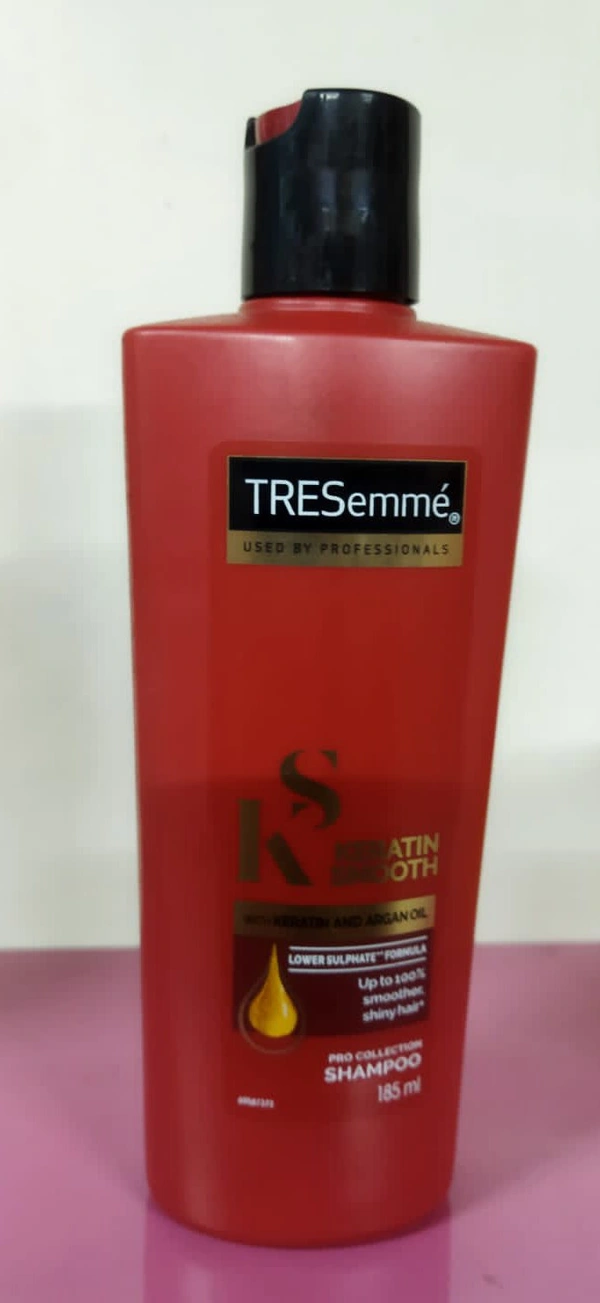 TRESemmé®
USED BY PROFESSIONALS
KS
KERATIN
SMOOTH
WITH KERATIN AND ARGAN OIL
LOWER SULPHATE** FORMULA
Up to 100%
smoother,
shiny hair*
PRO COLLECTION
SHAMPOO
185 ml